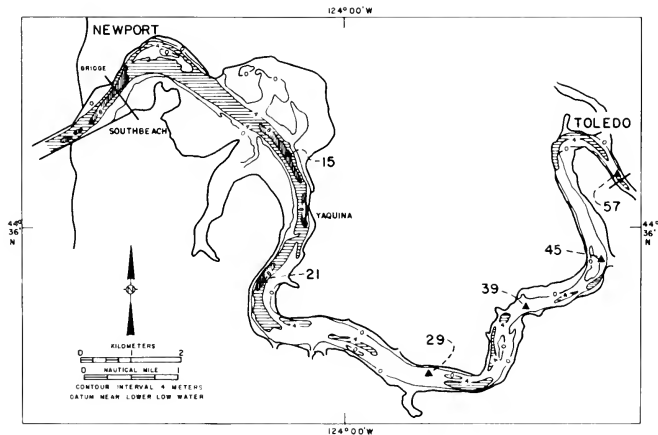 124° 00' W
NEWPORT
BRIDGE
SOUTHBEACH
TOLEDO
15
YAQUINA
57
44°
36'
N
44°
36'
N
45
21
39
29
KILOMETERS
0 2
0 1
NAUTICAL MILE
CONTOUR INTERVAL 4 METERS
DATUM NEAR LOWER LOW WATER
124° 00' W